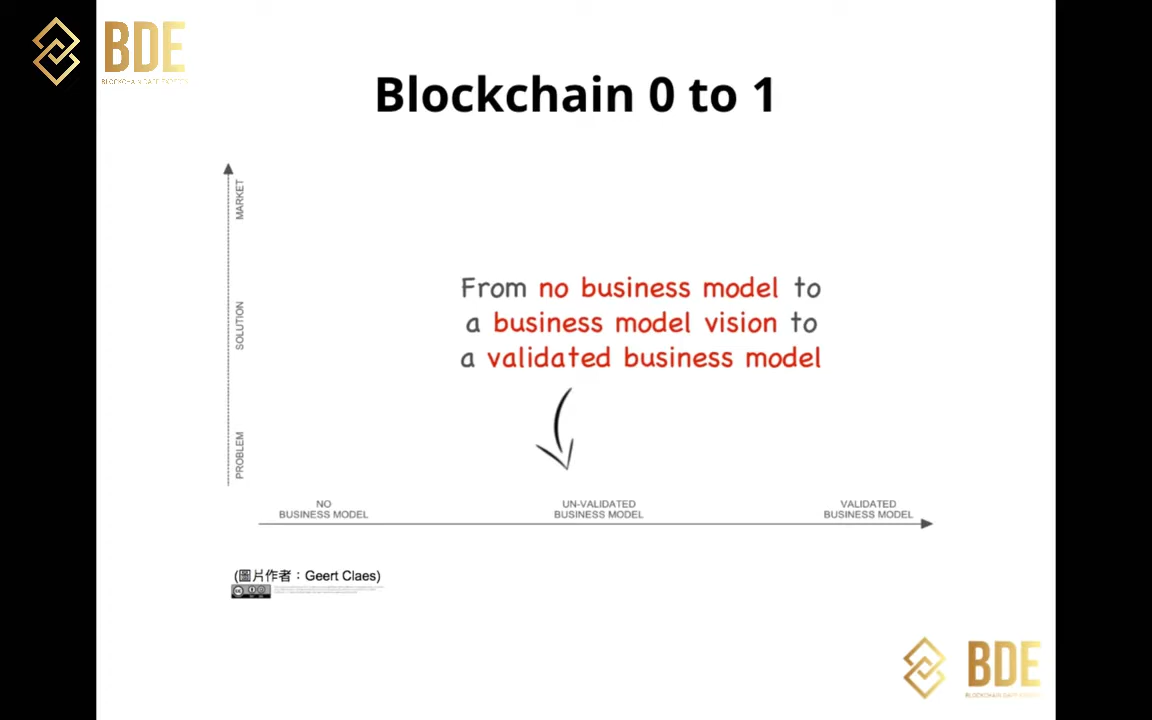 BDE
Blockchain 0 to 1
MARKET
SOLUTION
PROBLEM
From no business model to
a business model vision to
a validated business model
NO
BUSINESS MODEL
UN-VALIDATED
BUSINESS MODEL
VALIDATED
BUSINESS MODEL
(圖片作者：Geert Claes)
BDE